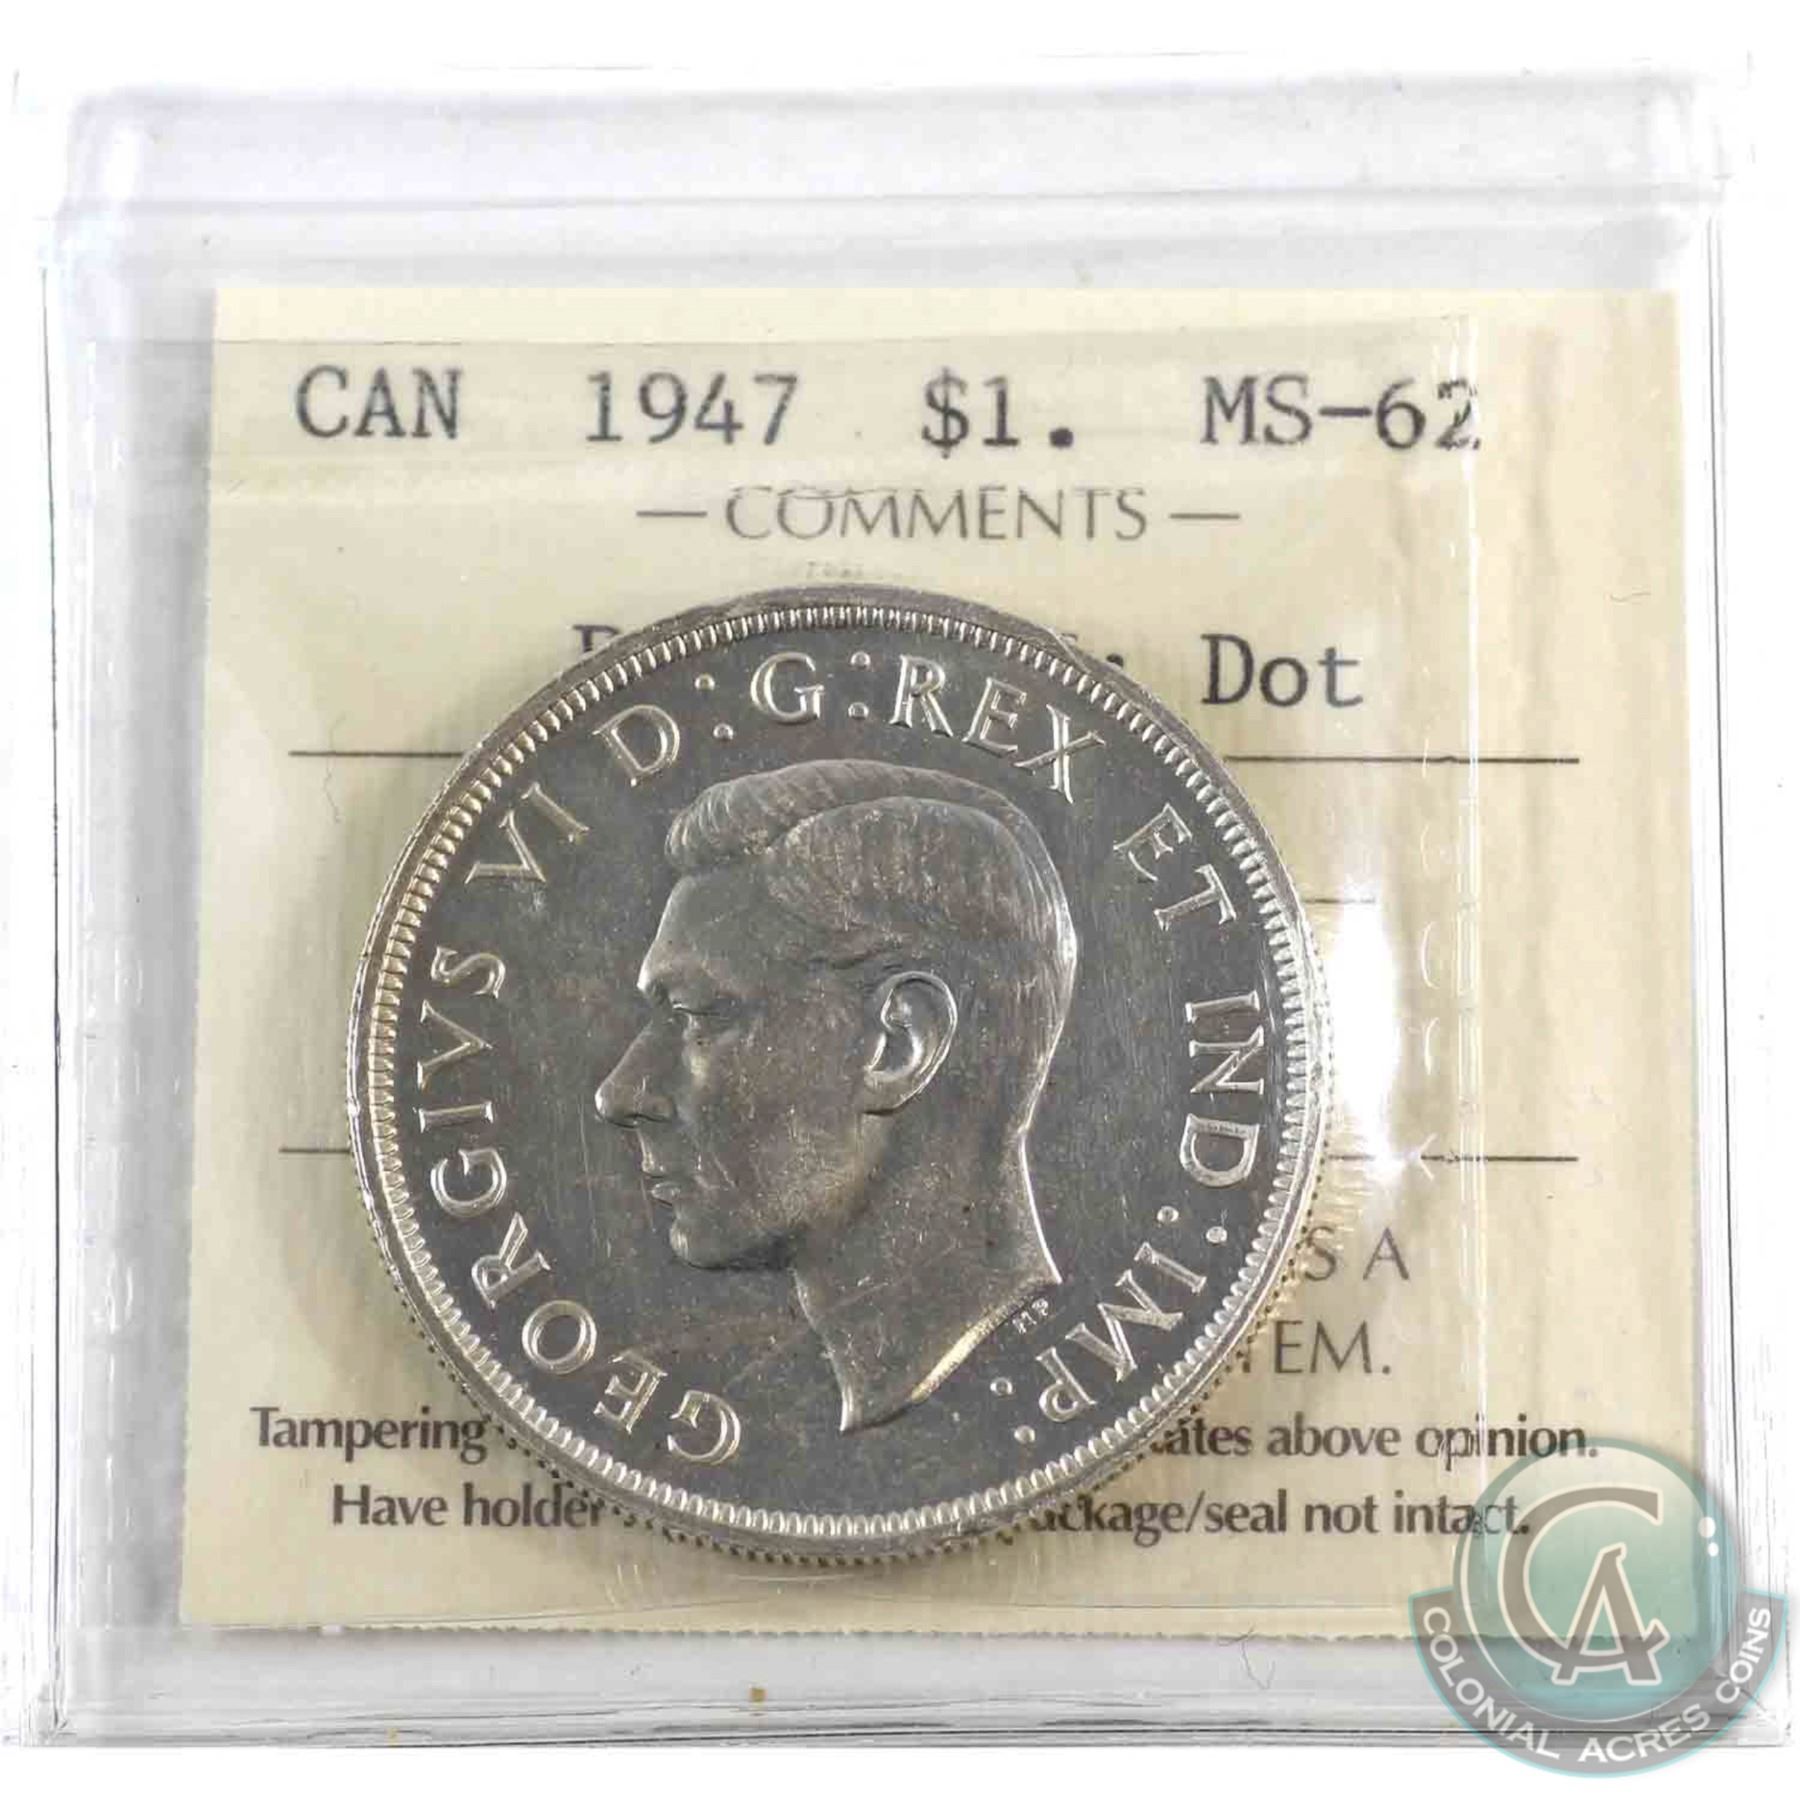 CAN 1947 $1. MS-62
— COMMENTS —
Dot
GEORGIVS VI D:G:REX ET IND:IMP:
HP
S A
EM.
Tampering above opinion.
Have holder package/seal not intact.
CA
COLONIAL ACRES COINS